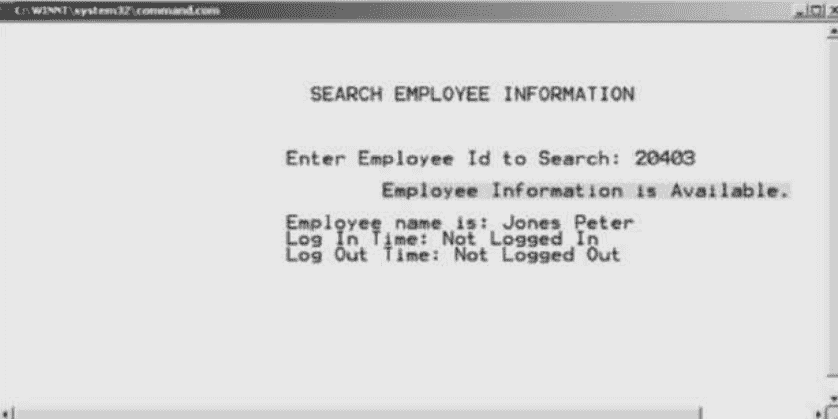 C:\WINNT\system32\command.com
SEARCH EMPLOYEE INFORMATION
Enter Employee Id to Search: 20403
Employee Information is Available.
Employee name is: Jones Peter
Log In Time: Not Logged In
Log Out Time: Not Logged Out